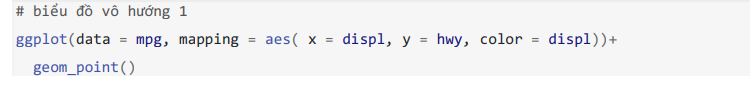 # biểu đồ vô hướng 1
ggplot(data = mpg, mapping = aes( x = displ, y = hwy, color = displ))+
  geom_point()